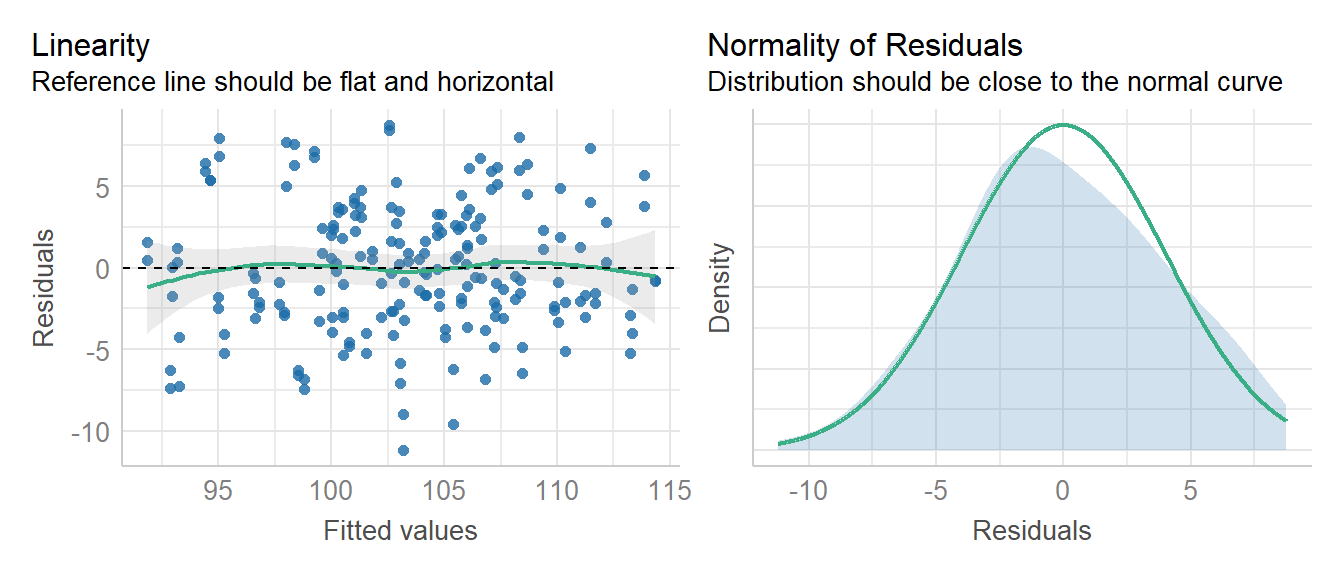 Linearity
Reference line should be flat and horizontal
5
0
-5
-10
Residuals
95 100 105 110 115
Fitted values
Normality of Residuals
Distribution should be close to the normal curve
Density
-10 -5 0 5
Residuals